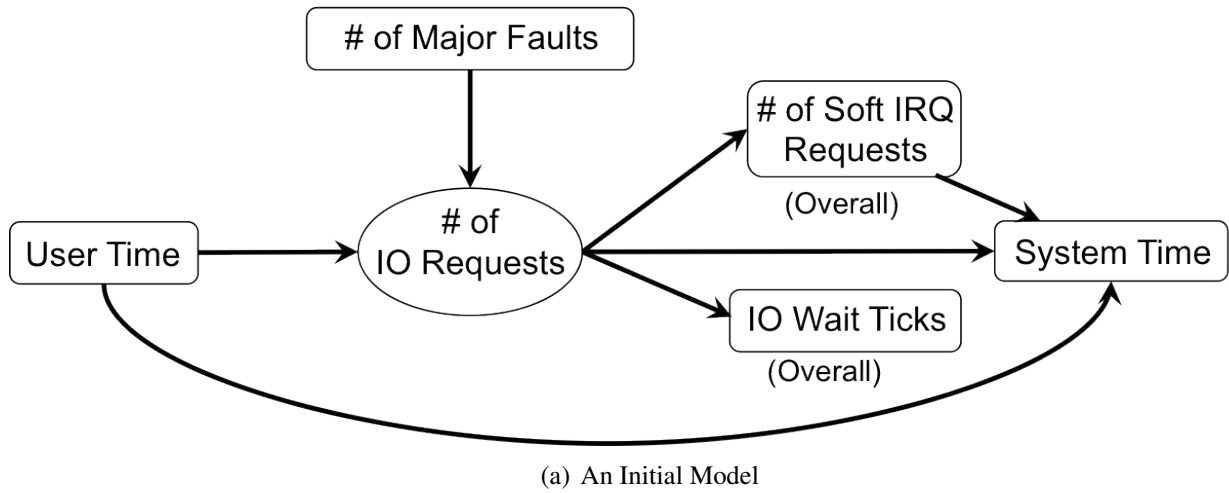 # of Major Faults
# of Soft IRQ
Requests
(Overall)
# of
IO Requests
User Time
System Time
IO Wait Ticks
(Overall)
(a) An Initial Model